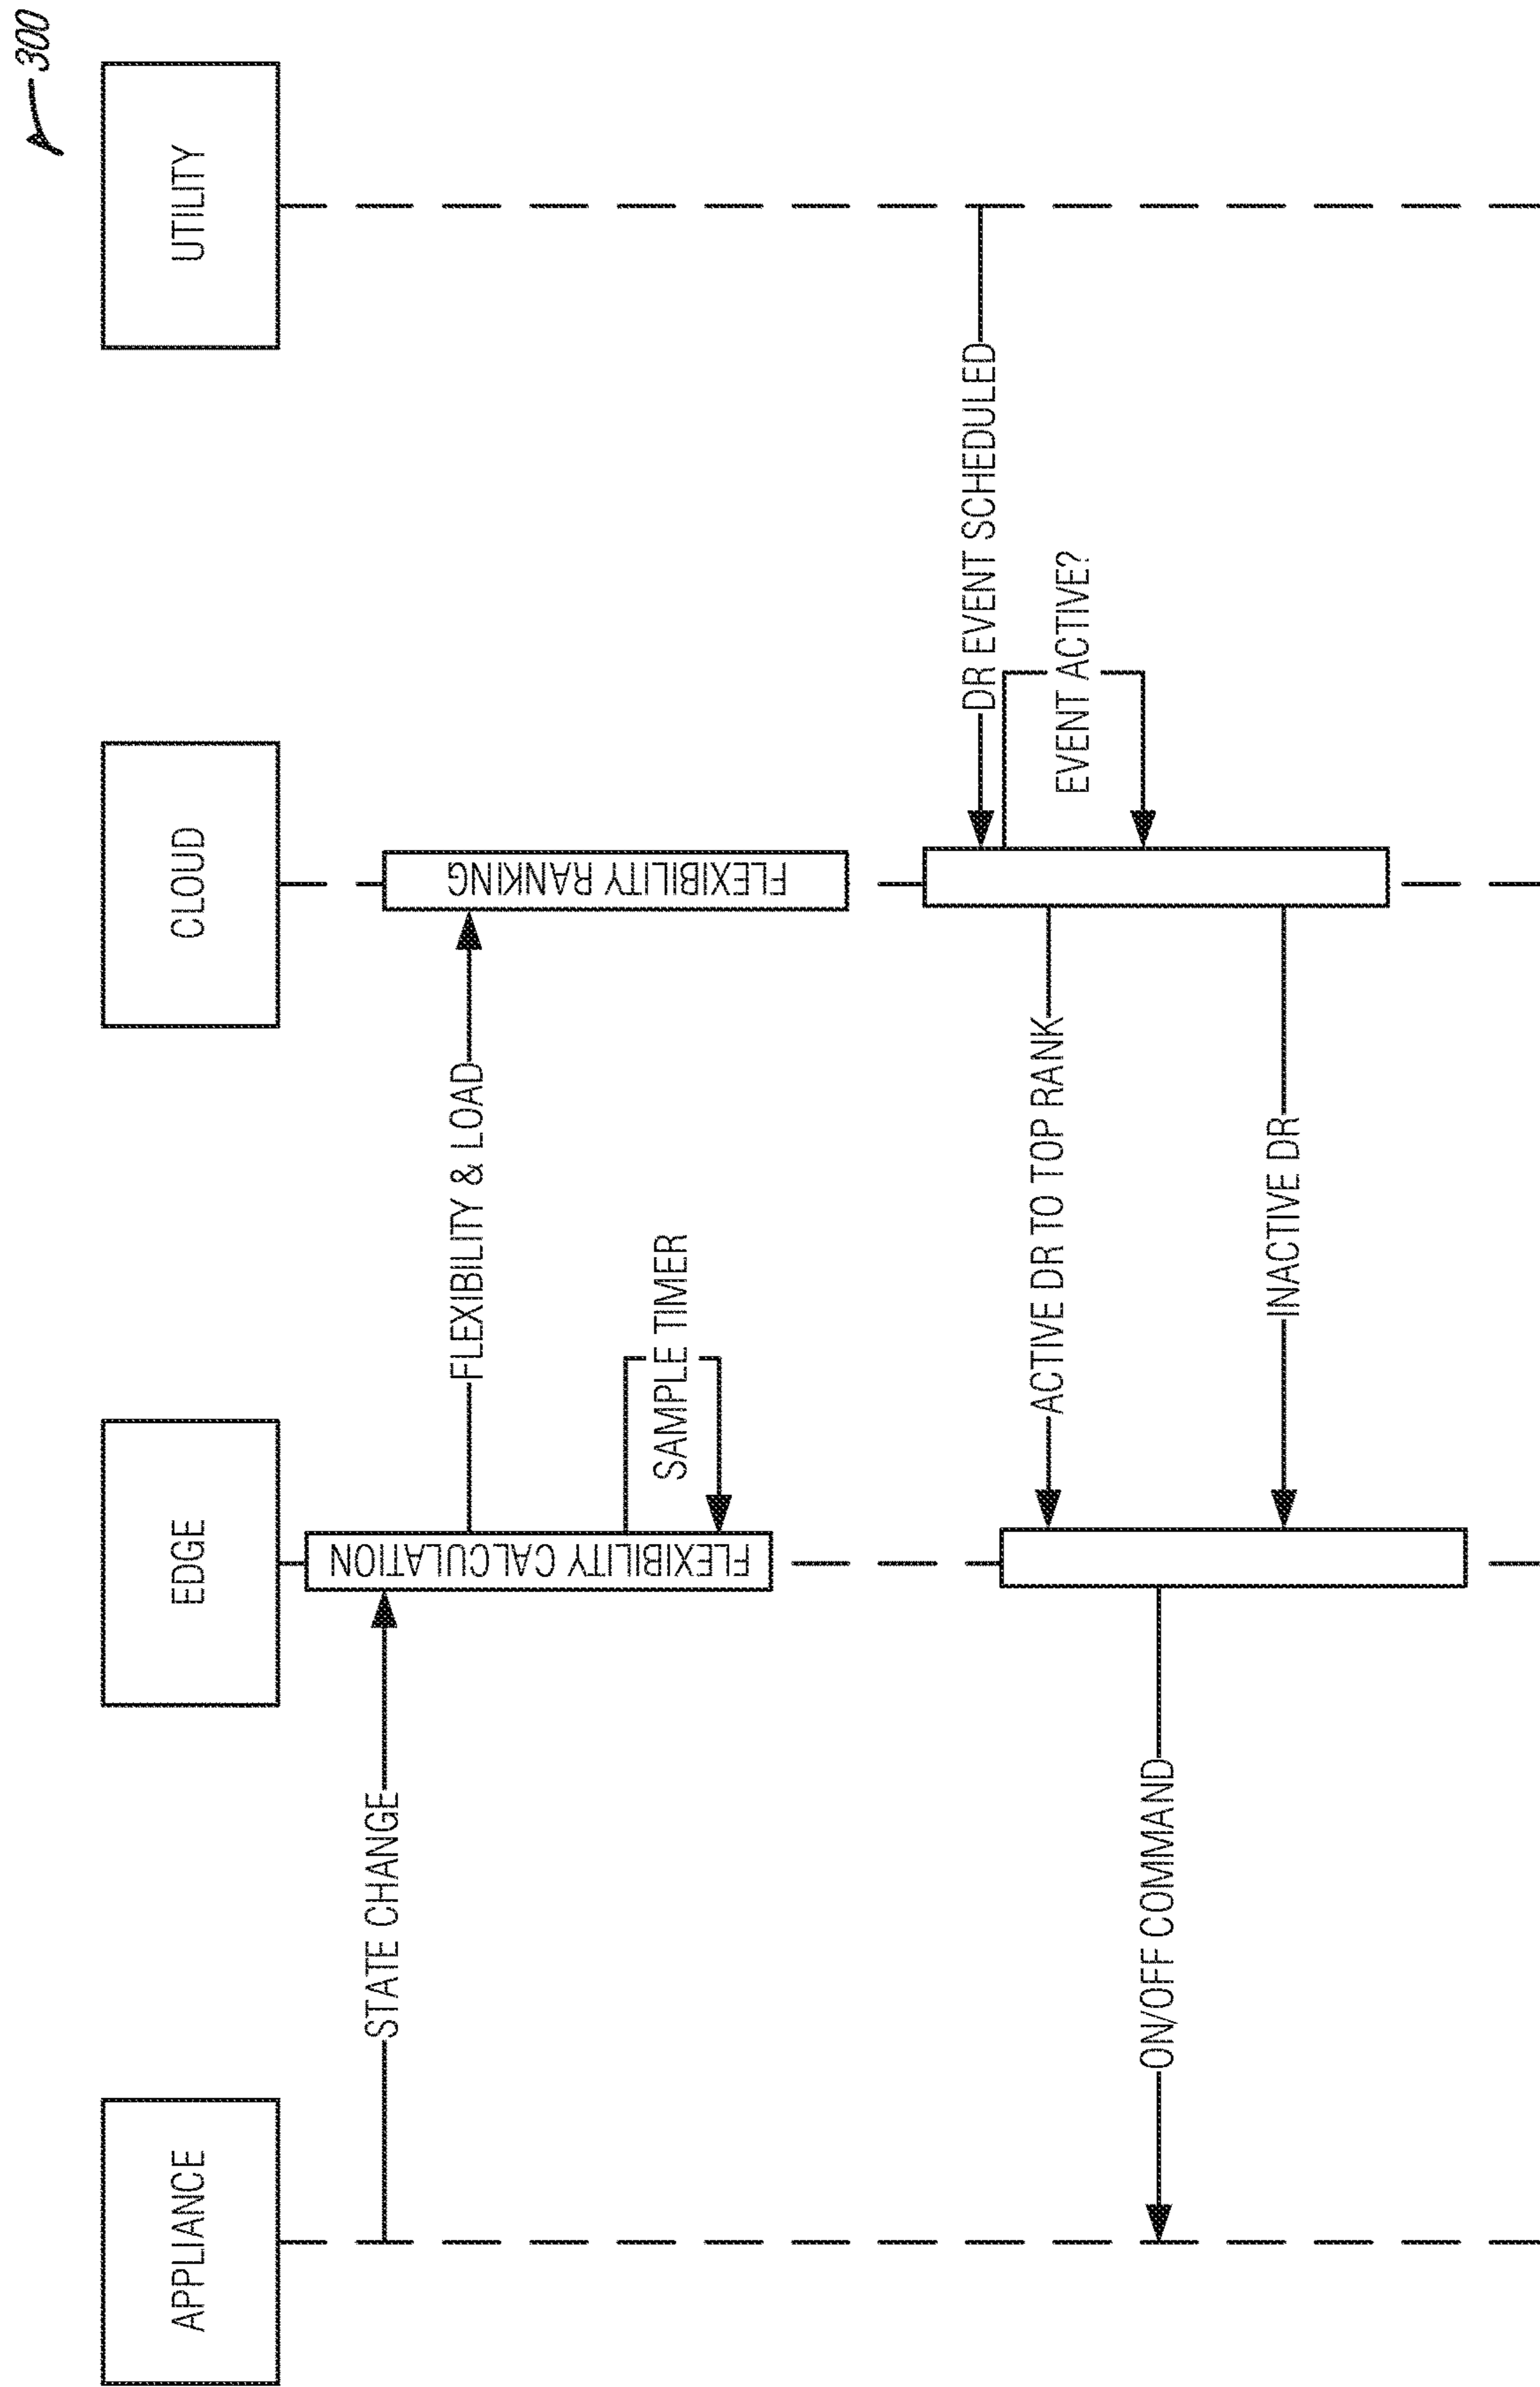 300
APPLIANCE
EDGE
CLOUD
UTILITY
STATE CHANGE
FLEXIBILITY CALCULATION
FLEXIBILITY & LOAD
FLEXIBILITY RANKING
SAMPLE TIMER
DR EVENT SCHEDULED
EVENT ACTIVE?
ACTIVE DR TO TOP RANK
ON/OFF COMMAND
INACTIVE DR